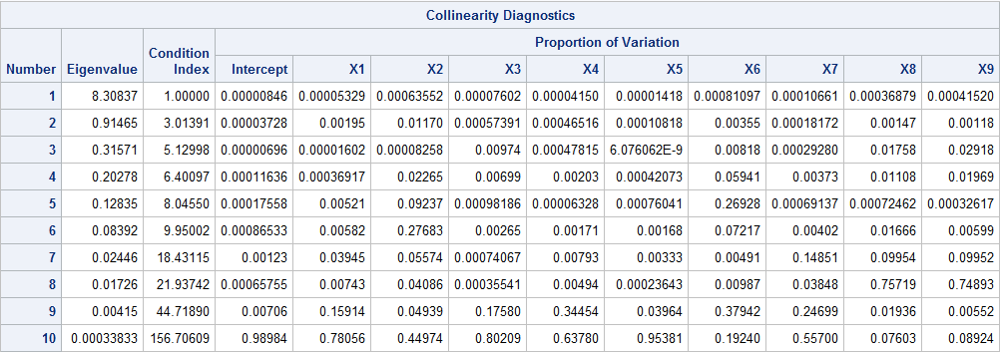 Collinearity Diagnostics
Number Eigenvalue Condition Index Proportion of Variation
Intercept X1 X2 X3 X4 X5 X6 X7 X8 X9
1 8.30837 1.00000 0.00000846 0.00005329 0.00063552 0.00007602 0.00004150 0.00001418 0.00081097 0.00010661 0.00036879 0.00041520
2 0.91465 3.01391 0.00003728 0.00195 0.01170 0.00057391 0.00046516 0.00010818 0.00355 0.00018172 0.00147 0.00118
3 0.31571 5.12998 0.00000696 0.00001602 0.00008258 0.00974 0.00047815 6.076062E-9 0.00818 0.00029280 0.01758 0.02918
4 0.20278 6.40097 0.00011636 0.00036917 0.02265 0.00699 0.00203 0.00042073 0.05941 0.00373 0.01108 0.01969
5 0.12835 8.04550 0.00017558 0.00521 0.09237 0.00098186 0.00006328 0.00076041 0.26928 0.00069137 0.00072462 0.00032617
6 0.08392 9.95002 0.00086533 0.00582 0.27683 0.00265 0.00171 0.00168 0.07217 0.00402 0.01666 0.00599
7 0.02446 18.43115 0.00123 0.03945 0.05574 0.00074067 0.00793 0.00333 0.00491 0.14851 0.09954 0.09952
8 0.01726 21.93742 0.00065755 0.00743 0.04086 0.00035541 0.00494 0.00023643 0.00987 0.03848 0.75719 0.74893
9 0.00415 44.71890 0.00706 0.15914 0.04939 0.17580 0.34454 0.03964 0.37942 0.24699 0.01936 0.00552
10 0.00033833 156.70609 0.98984 0.78056 0.44974 0.80209 0.63780 0.95381 0.19240 0.55700 0.07603 0.08924